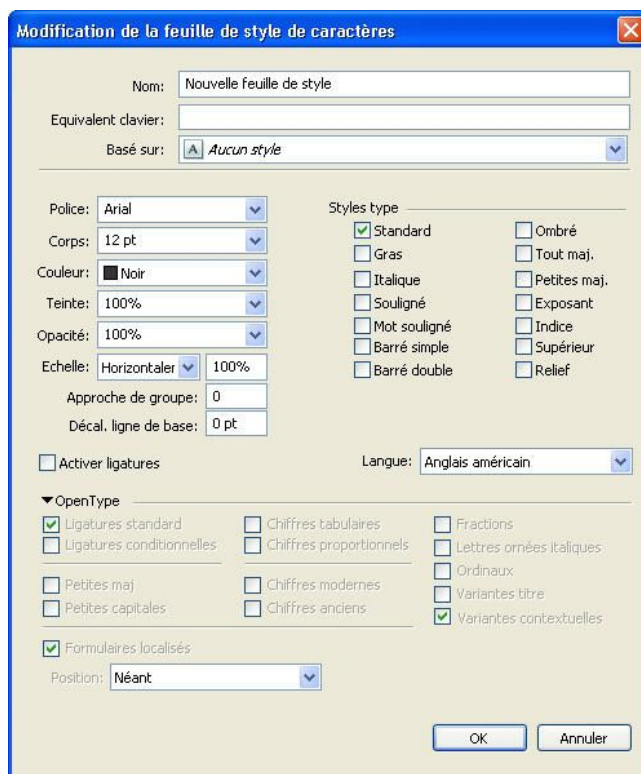 Modification de la feuille de style de caractères
Nom: Nouvelle feuille de style
Equivalent clavier:
Basé sur: A Aucun style
Police: Arial
Corps: 12 pt
Couleur: Noir
Teinte: 100%
Opacité: 100%
Echelle: Horizontaler 100%
Approche de groupe: 0
Décal. ligne de base: 0 pt
Styles type
Standard Ombré
Gras Tout maj.
Italique Petites maj.
Souligné Exposant
Mot souligné Indice
Barré simple Supérieur
Barré double Relief
Activer ligatures
Langue: Anglais américain
OpenType
Ligatures standard
Ligatures conditionnelles
Petites maj
Petites capitales
Chiffres tabulaires
Chiffres proportionnels
Chiffres modernes
Chiffres anciens
Fractions
Lettres ornées italiques
Ordinaux
Variantes titre
Variantes contextuelles
Formulaires localisés
Position: Néant
OK Annuler